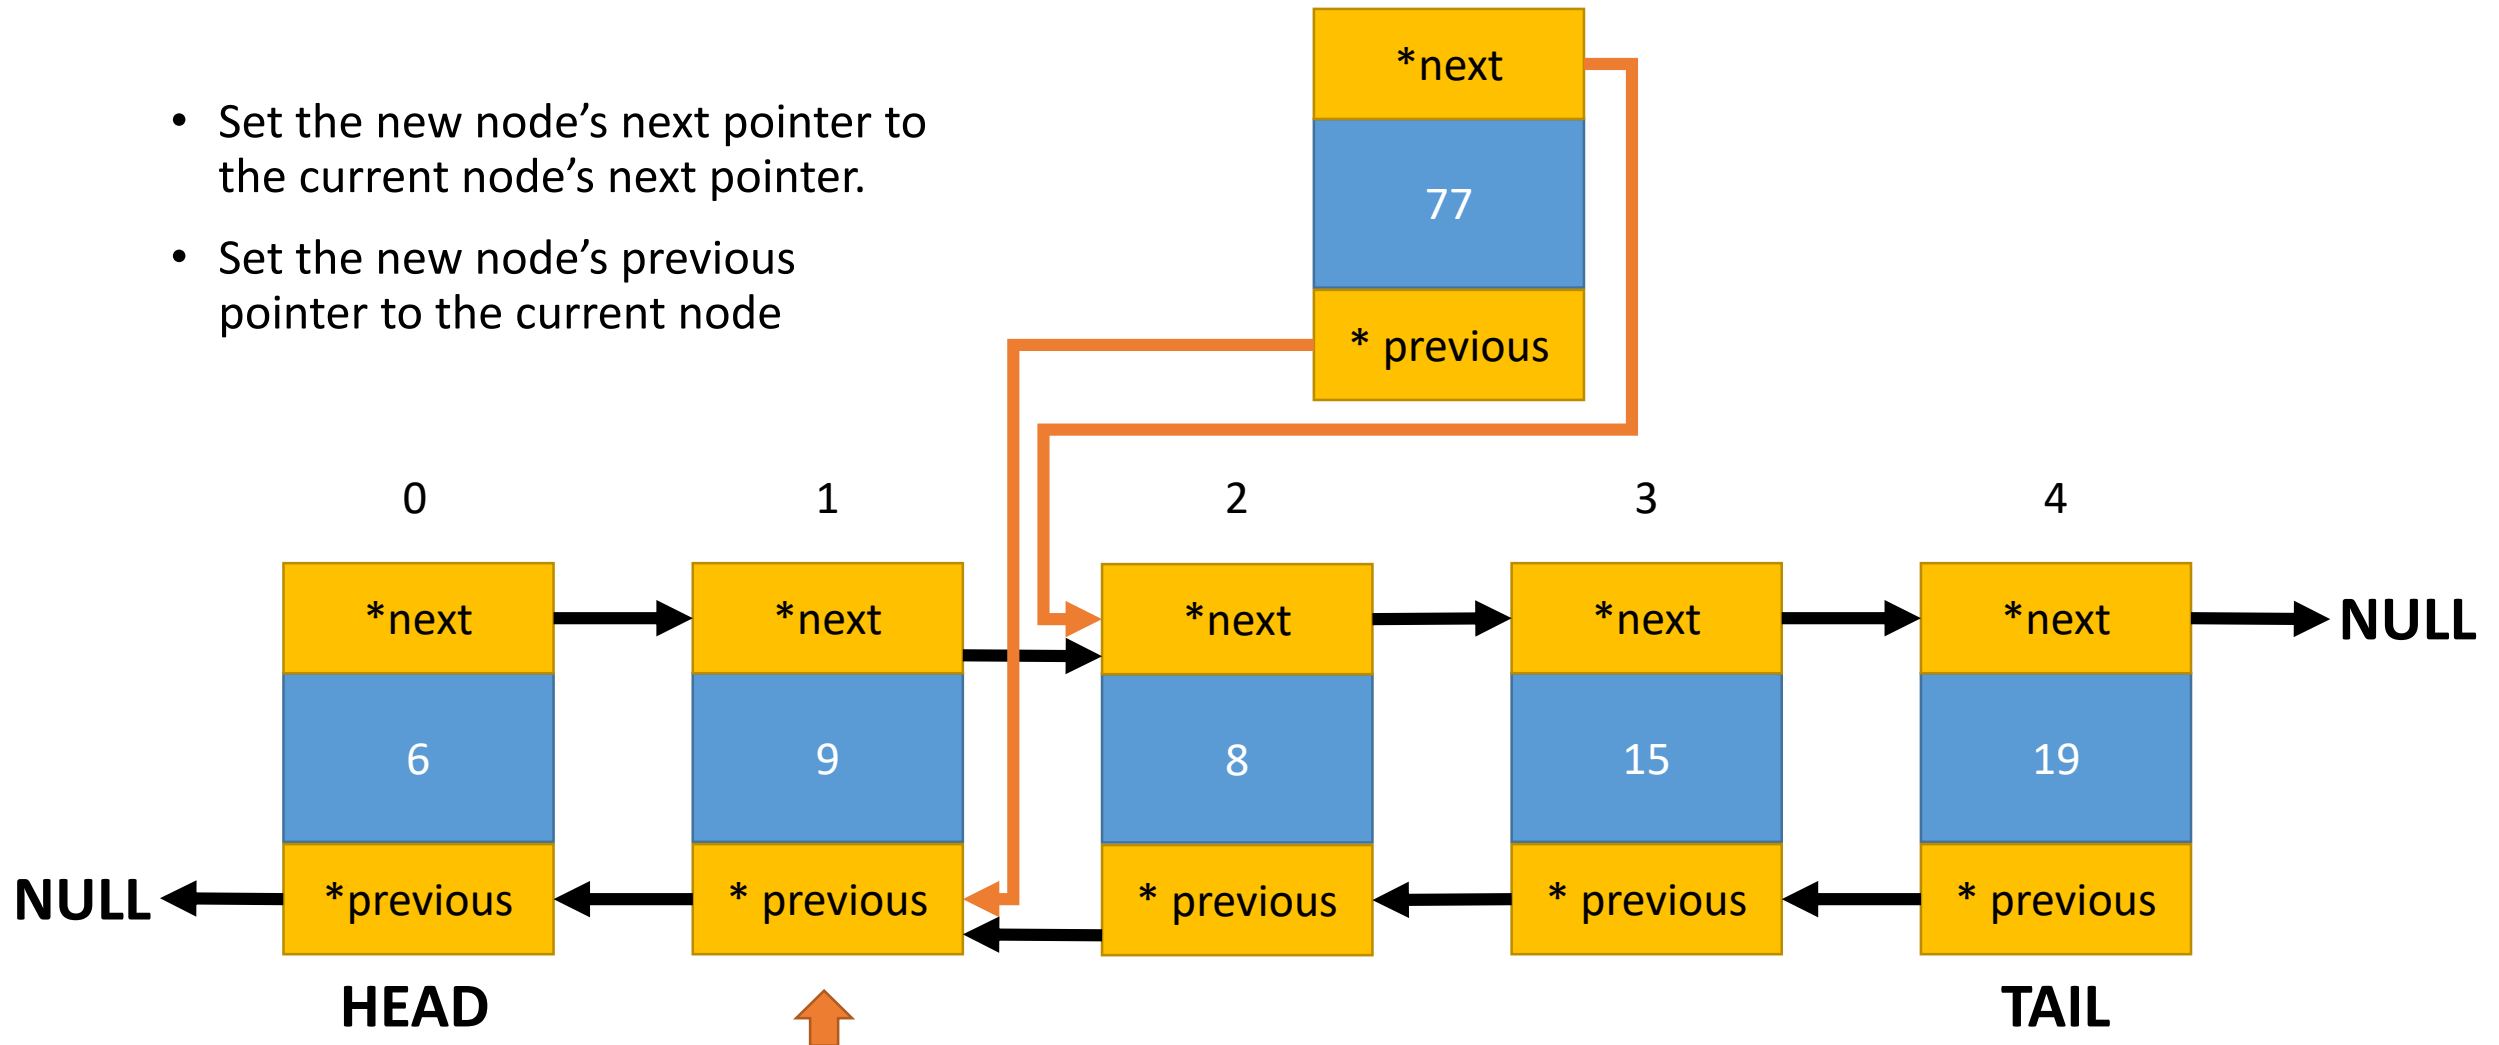 *next
• Set the new node’s next pointer to
the current node’s next pointer.
77
• Set the new node’s previous
pointer to the current node
* previous
0 1 2 3 4
*next *next *next *next *next NULL
6 9 8 15 19
NULL *previous * previous * previous * previous * previous
HEAD TAIL